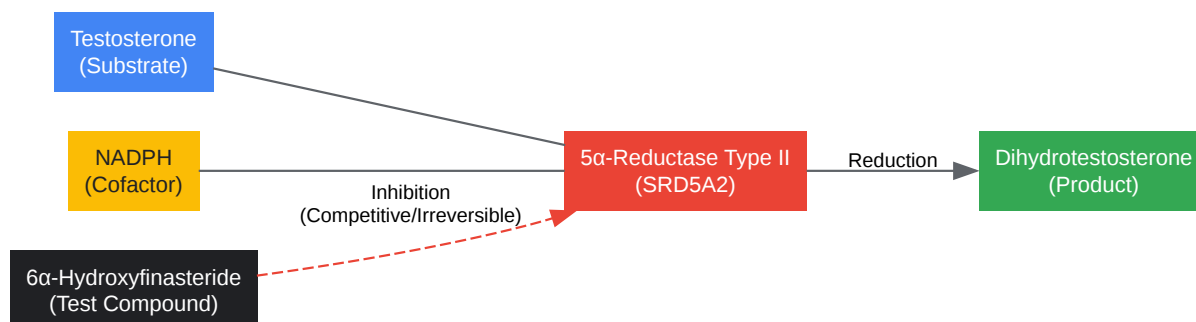 Testosterone
(Substrate)
NADPH
(Cofactor)
Inhibition
(Competitive/Irreversible)
5α-Reductase Type II
(SRD5A2)
Reduction
Dihydrotestosterone
(Product)
6α-Hydroxyfinasteride
(Test Compound)